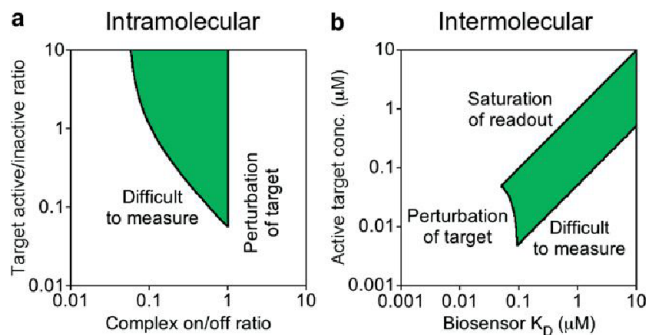 a
Intramolecular
Target active/inactive ratio
10
1
0.1
0.01
Difficult
to measure
Perturbation
of target
0.01
0.1
1
10
Complex on/off ratio
b
Intermolecular
Active target conc. (μM)
10
1
0.1
0.01
0.001
Saturation
of readout
Perturbation
of target
Difficult
to measure
0.001
0.01
0.1
1
10
Biosensor K_D (μM)